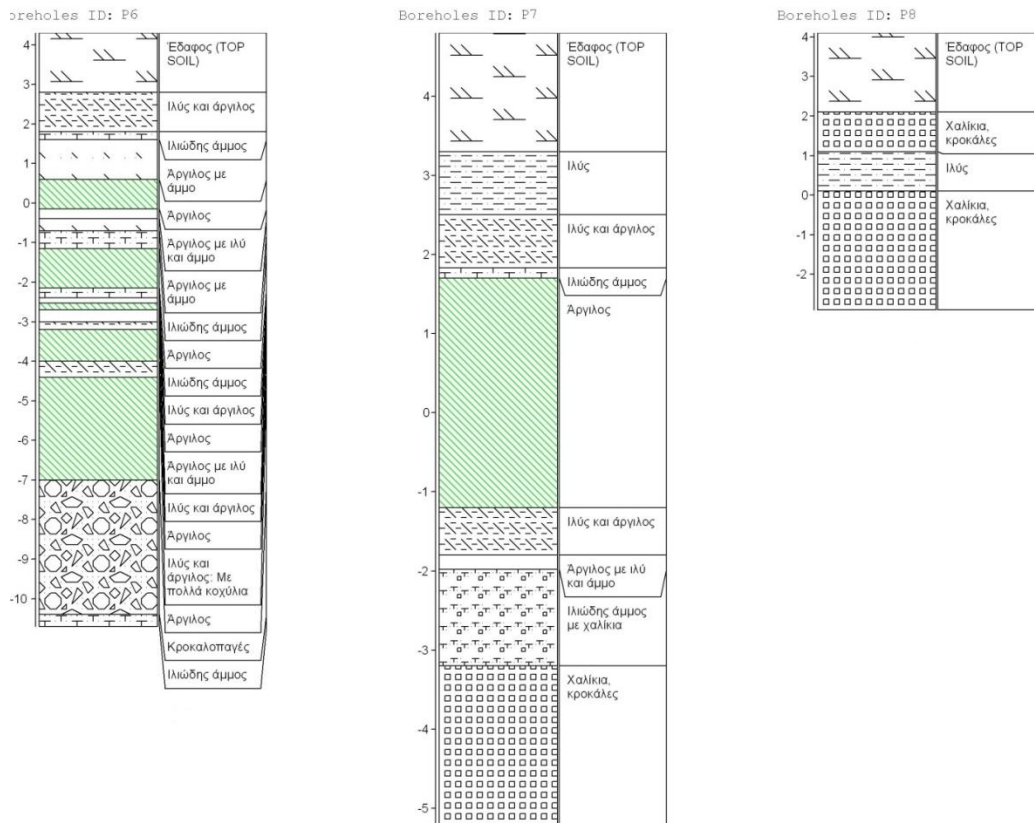 oreholes ID: P6
4
3
2
1
0
-1
-2
-3
-4
-5
-6
-7
-8
-9
-10
Έδαφος (TOP
SOIL)
Ιλύς και άργιλος
Ιλιώδης άμμος
Άργιλος με
άμμο
Άργιλος
Άργιλος με ιλύ
και άμμο
Άργιλος με
άμμο
Ιλιώδης άμμος
Άργιλος
Ιλιώδης άμμος
Ιλύς και άργιλος
Άργιλος
Άργιλος με ιλύ
και άμμο
Ιλύς και άργιλος
Άργιλος
Ιλύς και
άργιλος: Με
πολλά κοχύλια
Άργιλος
Κροκαλοπαγές
Ιλιώδης άμμος
Boreholes ID: P7
4
3
2
1
0
-1
-2
-3
-4
-5
Έδαφος (TOP
SOIL)
Ιλύς
Ιλύς και άργιλος
Ιλιώδης άμμος
Άργιλος
Ιλύς και άργιλος
Άργιλος με ιλύ
και άμμο
Ιλιώδης άμμος
με χαλίκια
Χαλίκια,
κροκάλες
Boreholes ID: P8
4
3
2
1
0
-1
-2
Έδαφος (TOP
SOIL)
Χαλίκια,
κροκάλες
Ιλύς
Χαλίκια,
κροκάλες